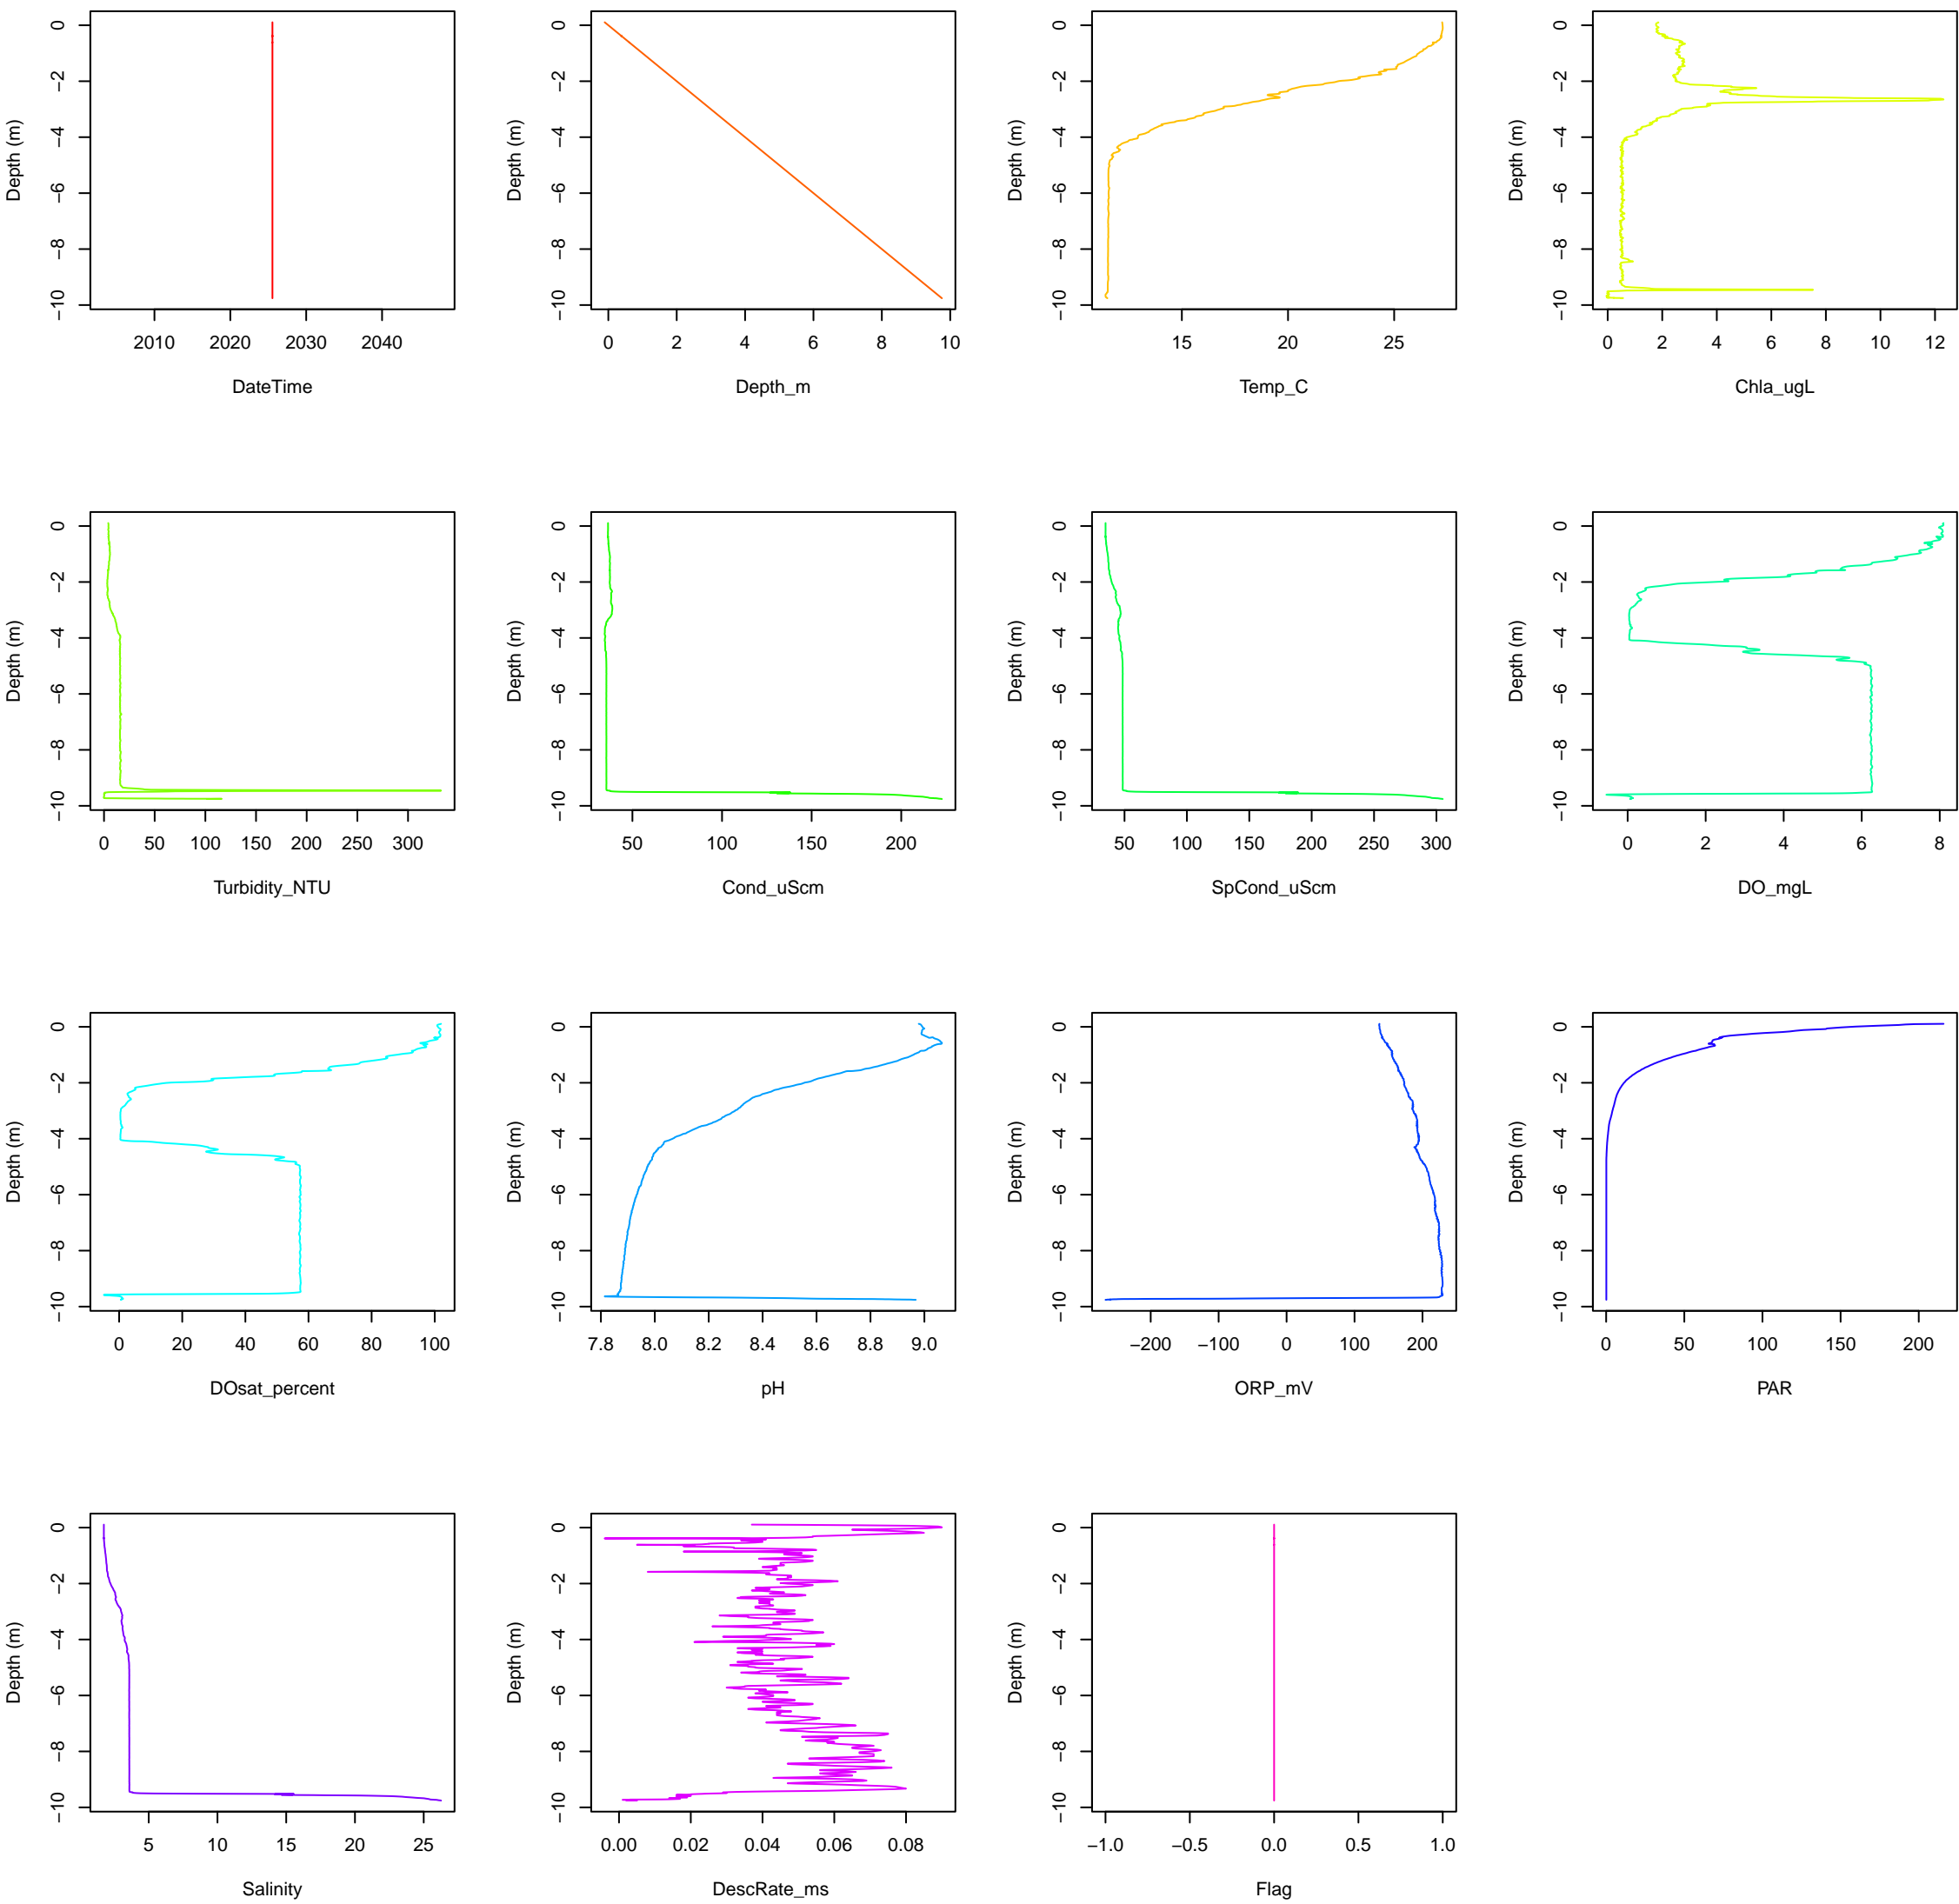 Depth (m)
0
−2
−4
−6
−8
−10
2010 2020 2030 2040
DateTime
Depth (m)
0
−2
−4
−6
−8
−10
0 2 4 6 8 10
Depth_m
Depth (m)
0
−2
−4
−6
−8
−10
15 20 25
Temp_C
Depth (m)
0
−2
−4
−6
−8
−10
0 2 4 6 8 10 12
Chla_ugL
Depth (m)
0
−2
−4
−6
−8
−10
0 50 100 150 200 250 300
Turbidity_NTU
Depth (m)
0
−2
−4
−6
−8
−10
50 100 150 200
Cond_uScm
Depth (m)
0
−2
−4
−6
−8
−10
50 100 150 200 250 300
SpCond_uScm
Depth (m)
0
−2
−4
−6
−8
−10
0 2 4 6 8
DO_mgL
Depth (m)
0
−2
−4
−6
−8
−10
0 20 40 60 80 100
DOsat_percent
Depth (m)
0
−2
−4
−6
−8
−10
7.8 8.0 8.2 8.4 8.6 8.8 9.0
pH
Depth (m)
0
−2
−4
−6
−8
−10
−200 −100 0 100 200
ORP_mV
Depth (m)
0
−2
−4
−6
−8
−10
0 50 100 150 200
PAR
Depth (m)
0
−2
−4
−6
−8
−10
5 10 15 20 25
Salinity
Depth (m)
0
−2
−4
−6
−8
−10
0.00 0.02 0.04 0.06 0.08
DescRate_ms
Depth (m)
0
−2
−4
−6
−8
−10
−1.0 −0.5 0.0 0.5 1.0
Flag